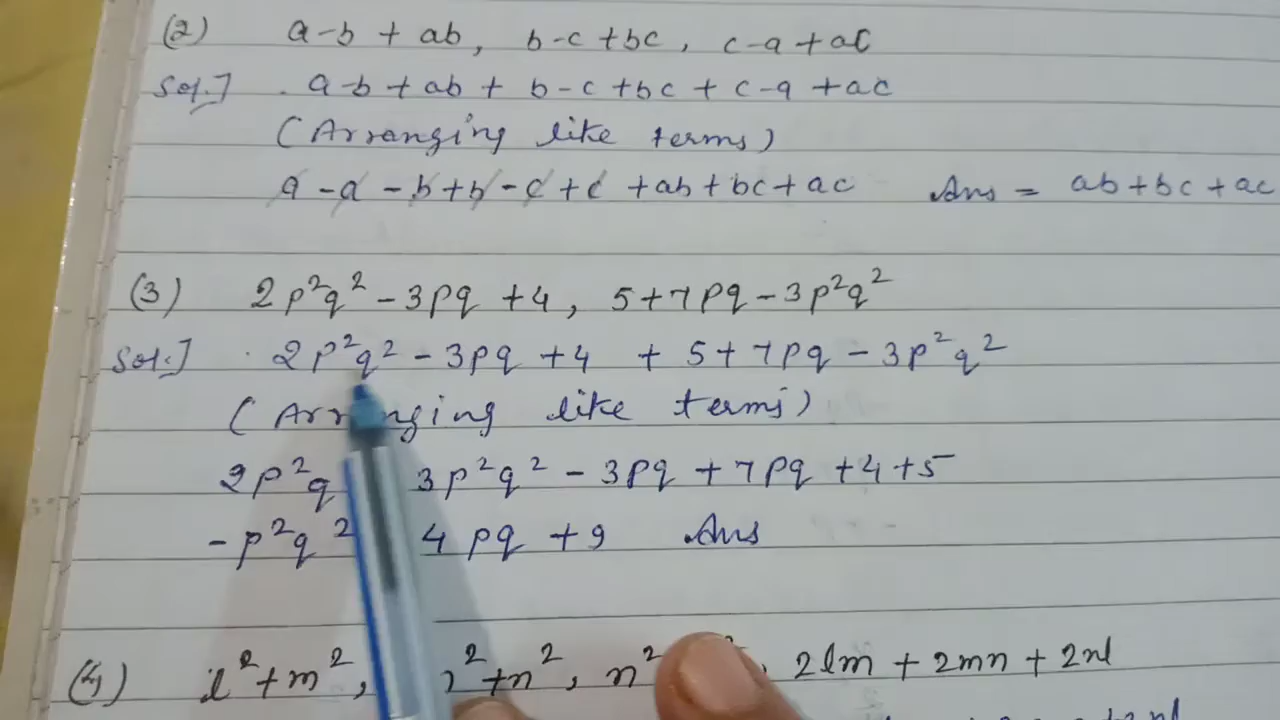 (2) a-b + ab, b-c + bc, c-a + ac
Sol.] a-b + ab + b-c + bc + c-a + ac
(Arranging like terms)
a - a - b + b - c + c + ab + bc + ac Ans = ab + bc + ac
(3) 2p²q² - 3pq + 4, 5 + 7pq - 3p²q²
Sol.] 2p²q² - 3pq + 4 + 5 + 7pq - 3p²q²
(Arranging like terms)
2p²q 3p²q² - 3pq + 7pq + 4 + 5
-p²q² 4pq + 9 Ans
(4) l² + m², ² + n², n² , 2lm + 2mn + 2nl